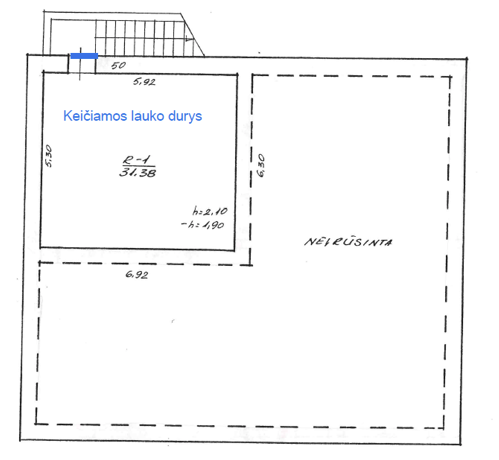 50
5,92
Keičiamos lauko durys
5,30
R-1
31.38
6,30
h=2,10
-h=1,90
NEĮRŪSINTA
6,92